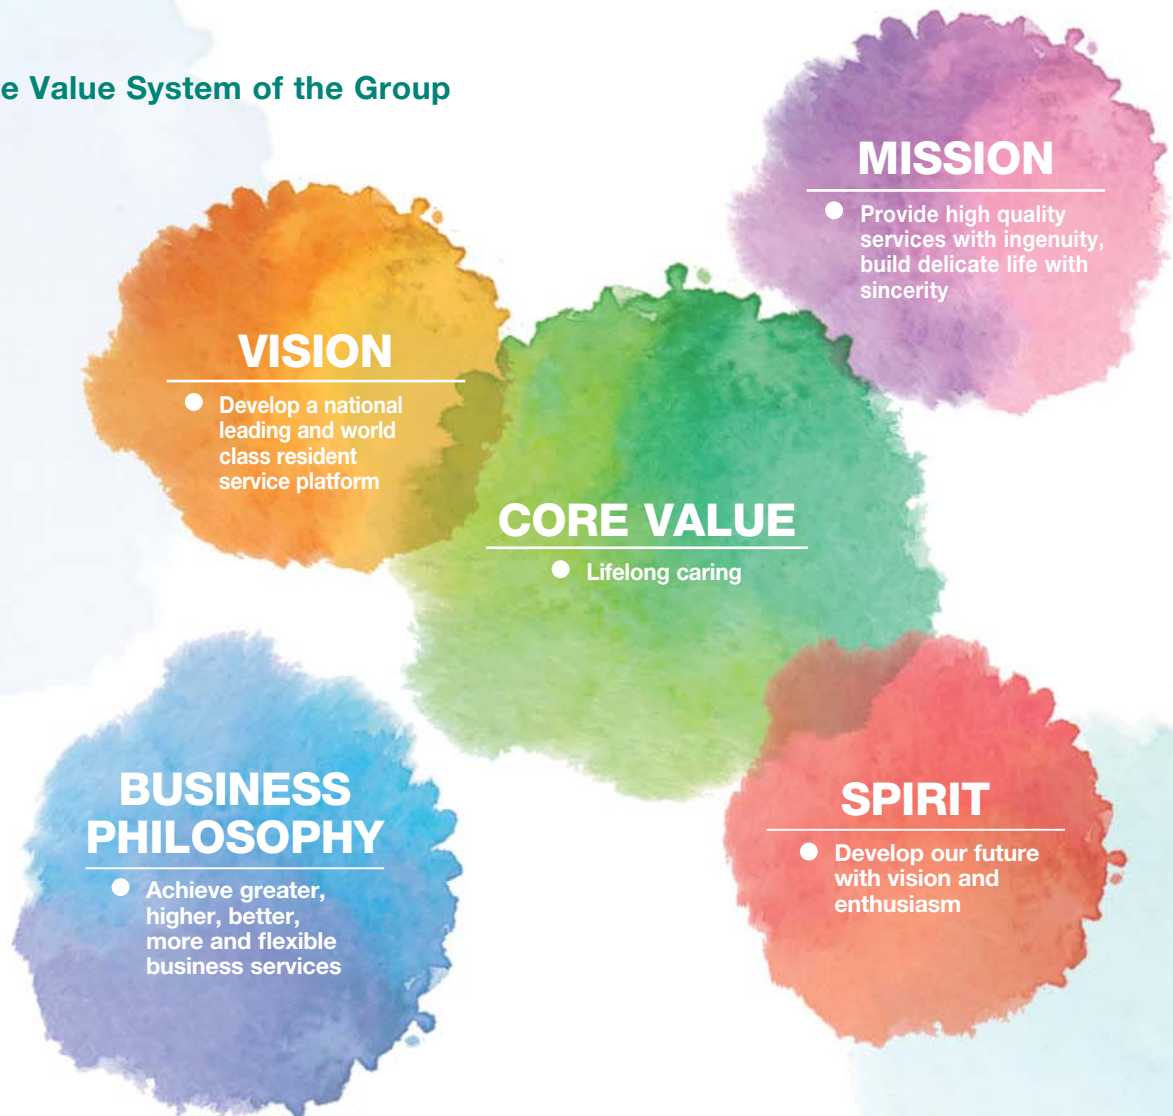 e Value System of the Group
MISSION
● Provide high quality
services with ingenuity,
build delicate life with
sincerity
VISION
● Develop a national
leading and world
class resident
service platform
CORE VALUE
● Lifelong caring
BUSINESS
PHILOSOPHY
● Achieve greater,
higher, better,
more and flexible
business services
SPIRIT
● Develop our future
with vision and
enthusiasm